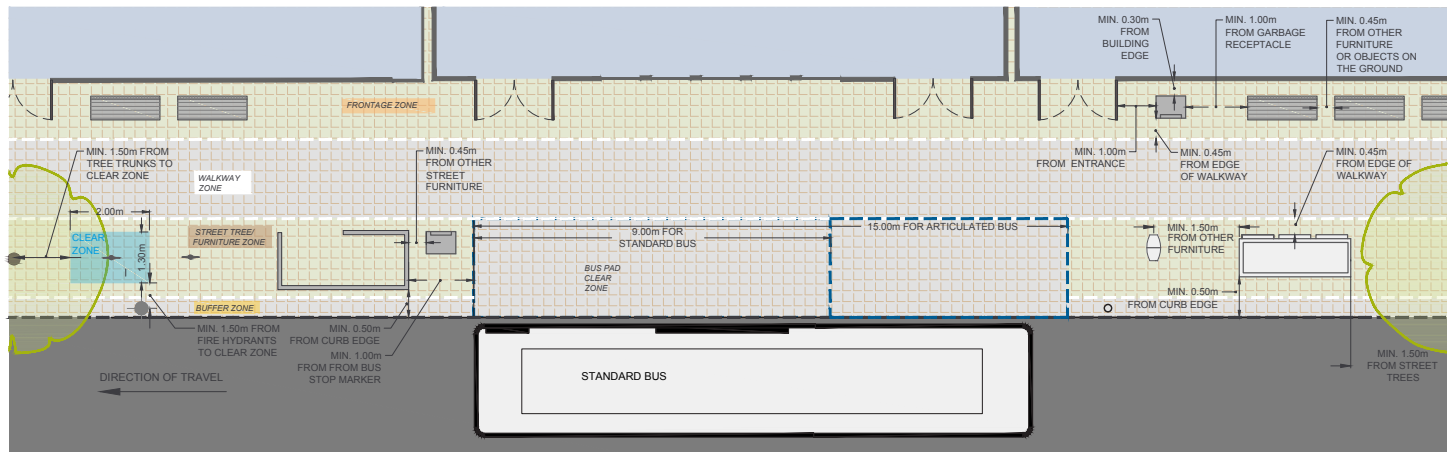 MIN. 0.30m
FROM
BUILDING
EDGE
MIN. 1.00m
FROM GARBAGE
RECEPTACLE
MIN. 0.45m
FROM OTHER
FURNITURE
OR OBJECTS ON
THE GROUND
FRONTAGE ZONE
MIN. 1.50m FROM
TREE TRUNKS TO
CLEAR ZONE
WALKWAY
ZONE
MIN. 0.45m
FROM OTHER
STREET
FURNITURE
MIN. 1.00m
FROM ENTRANCE
MIN. 0.45m
FROM EDGE
OF WALKWAY
MIN. 0.45m
FROM EDGE OF
WALKWAY
2.00m
CLEAR
ZONE
1.30m
STREET TREE/
FURNITURE ZONE
9.00m FOR
STANDARD BUS
15.00m FOR ARTICULATED BUS
MIN. 1.50m
FROM OTHER
FURNITURE
BUS PAD
CLEAR
ZONE
BUFFER ZONE
MIN. 0.50m
FROM CURB EDGE
MIN. 1.50m FROM
FIRE HYDRANTS
TO CLEAR ZONE
MIN. 0.50m
FROM CURB EDGE
MIN. 1.00m
FROM FROM BUS
STOP MARKER
MIN. 1.50m
FROM STREET
TREES
DIRECTION OF TRAVEL
STANDARD BUS